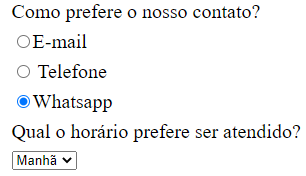 Como prefere o nosso contato?
E-mail
Telefone
Whatsapp
Qual o horário prefere ser atendido?
Manhã